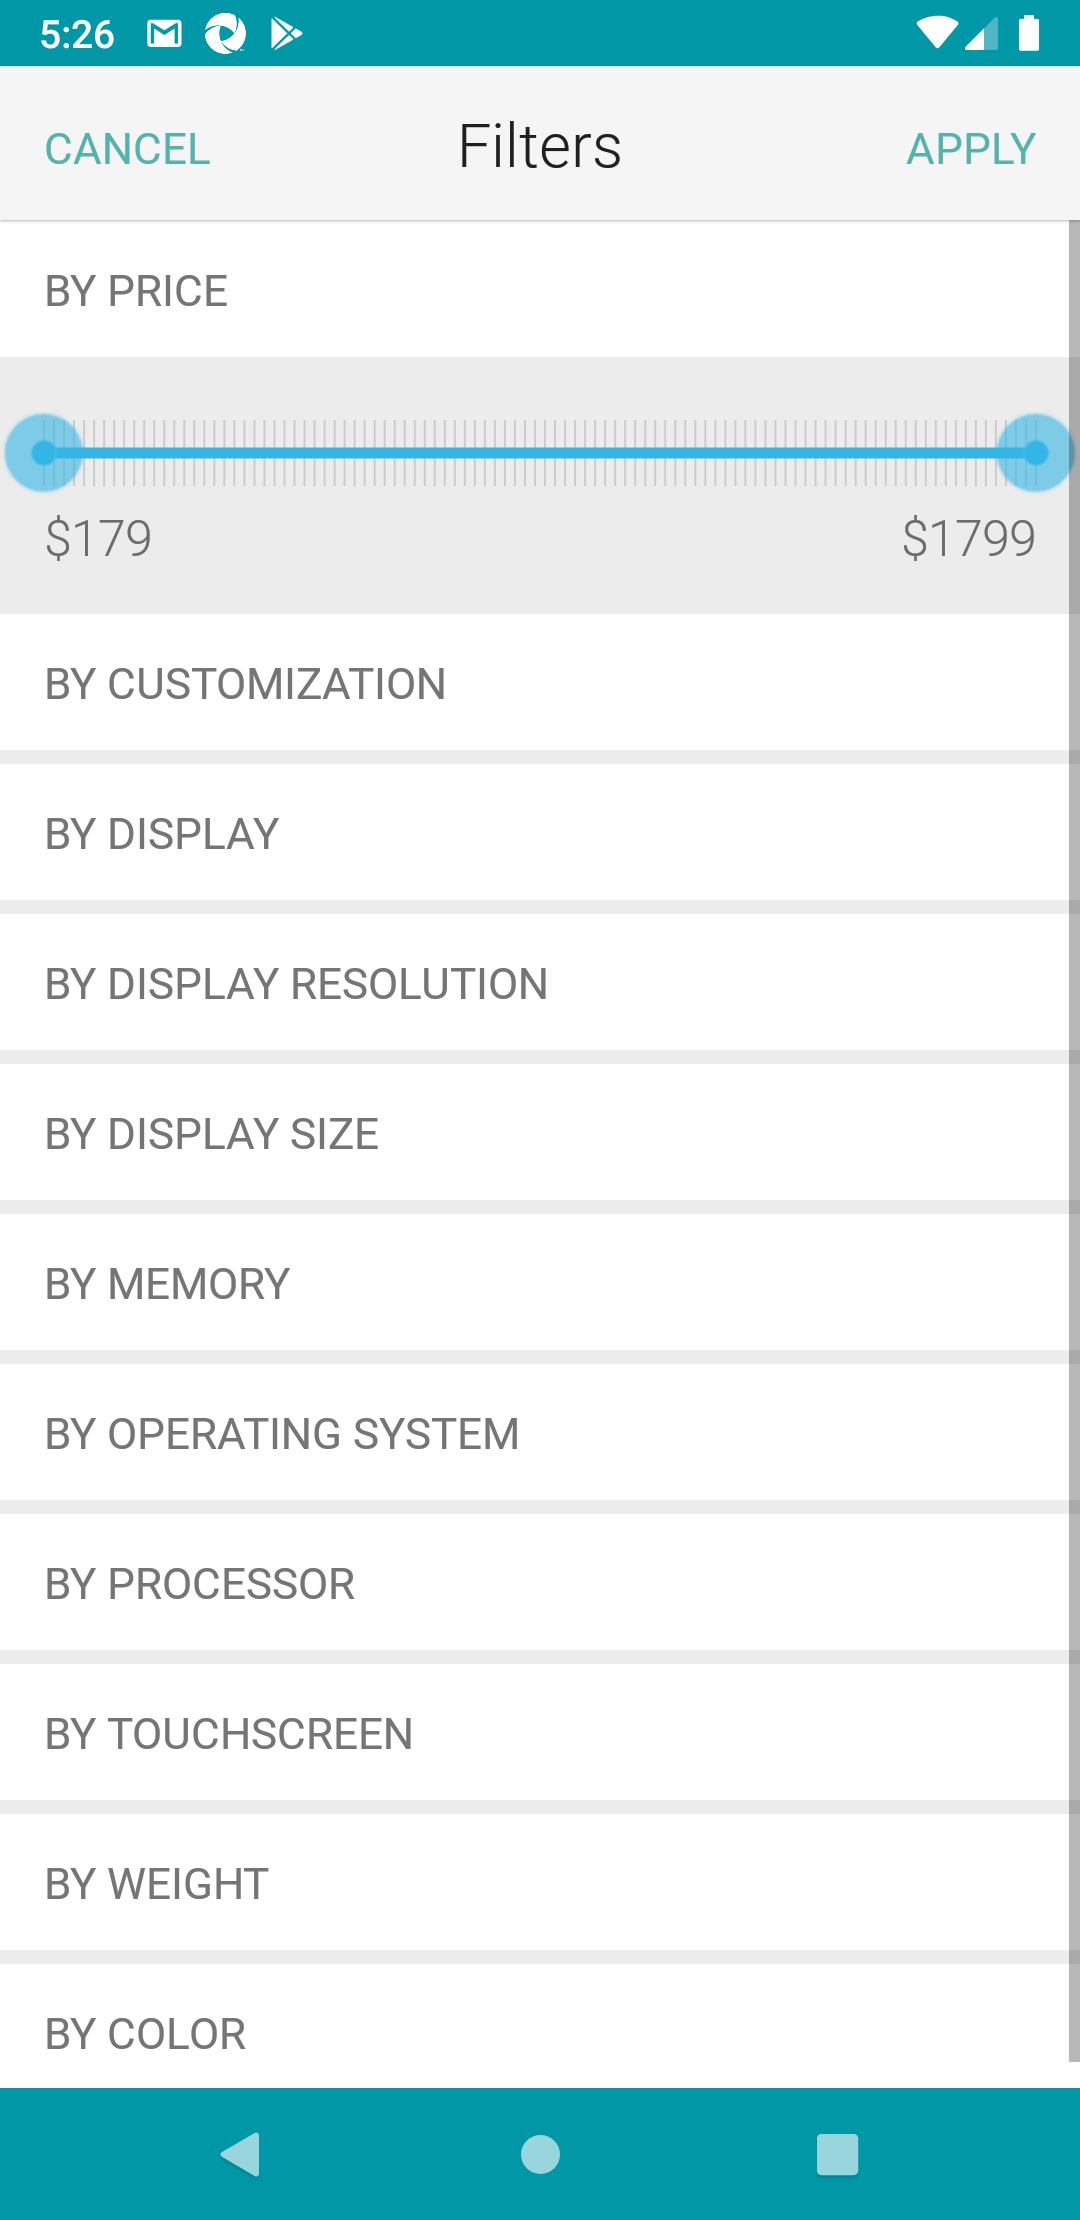 5:26
CANCEL Filters APPLY
BY PRICE
$179 $1799
BY CUSTOMIZATION
BY DISPLAY
BY DISPLAY RESOLUTION
BY DISPLAY SIZE
BY MEMORY
BY OPERATING SYSTEM
BY PROCESSOR
BY TOUCHSCREEN
BY WEIGHT
BY COLOR